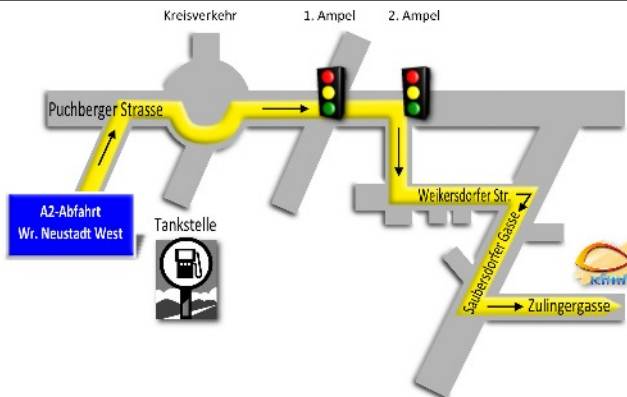 Kreisverkehr
1. Ampel
2. Ampel
Puchberger Strasse
A2-Abfahrt
Wr. Neustadt West
Tankstelle
Weikersdorfer Str.
Saubersdorfer Gasse
Zulingergasse